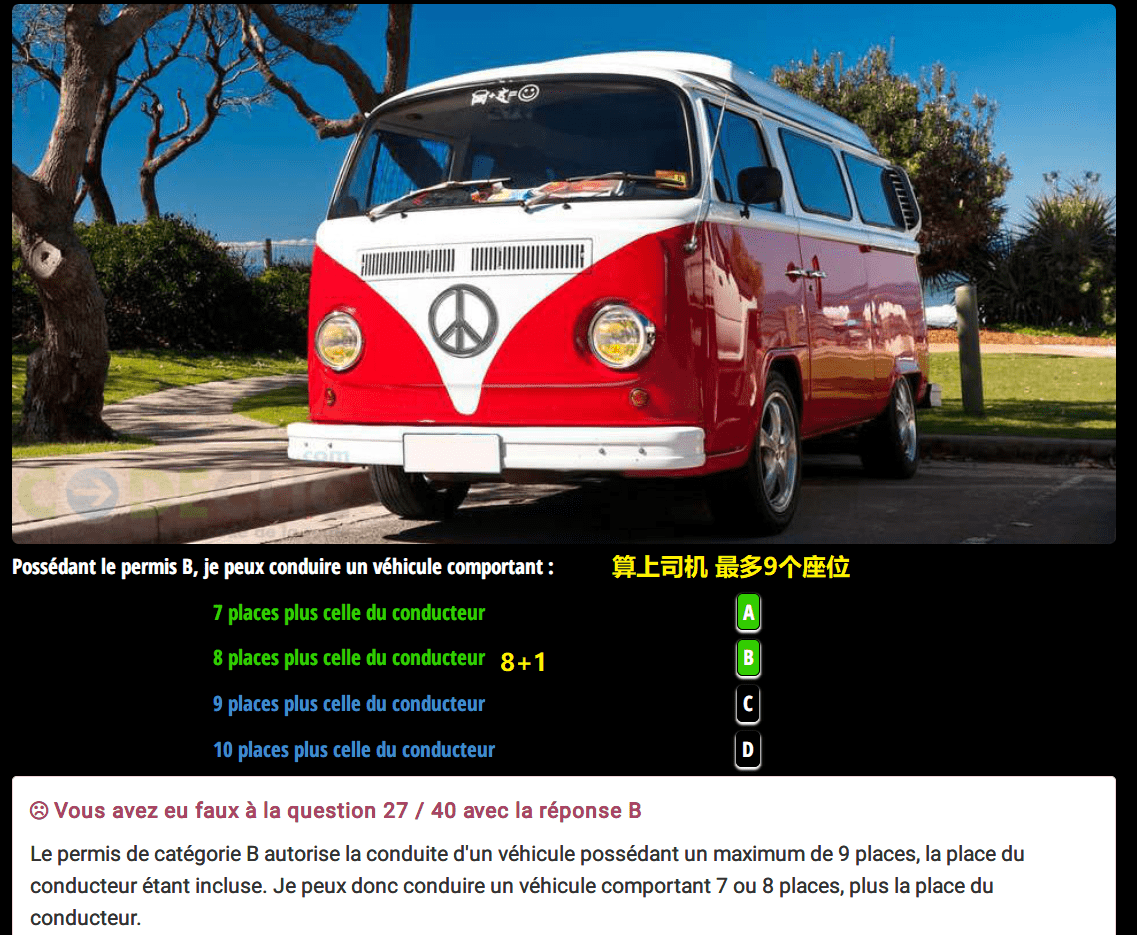 Possédant le permis B, je peux conduire un véhicule comportant : 算上司机 最多9个座位
7 places plus celle du conducteur A
8 places plus celle du conducteur 8+1 B
9 places plus celle du conducteur C
10 places plus celle du conducteur D
Vous avez eu faux à la question 27 / 40 avec la réponse B
Le permis de catégorie B autorise la conduite d'un véhicule possédant un maximum de 9 places, la place du
conducteur étant incluse. Je peux donc conduire un véhicule comportant 7 ou 8 places, plus la place du
conducteur.